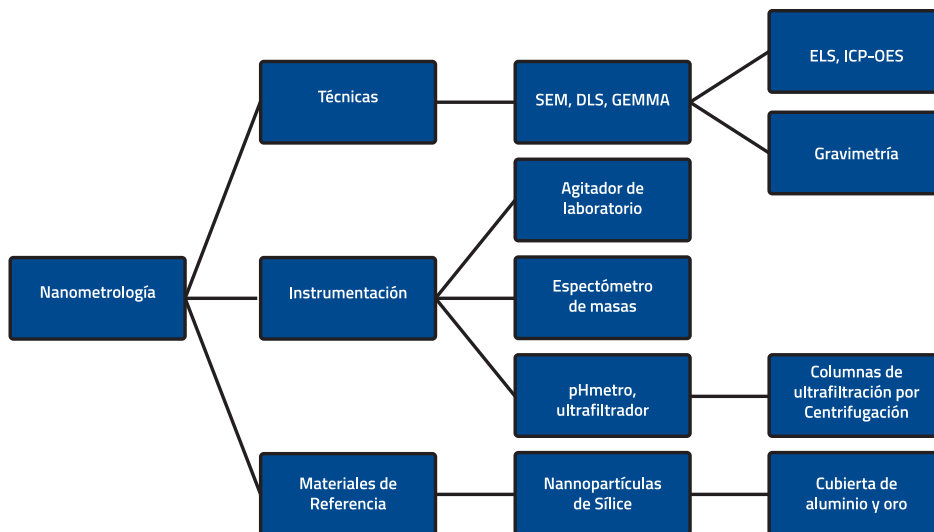 Nanometrología
Técnicas
SEM, DLS, GEMMA
ELS, ICP-OES
Gravimetría
Instrumentación
Agitador de
laboratorio
Espectómetro
de masas
pHmetro,
ultrafiltrador
Columnas de
ultrafiltración por
Centrifugación
Materiales de
Referencia
Nannopartículas
de Sílice
Cubierta de
aluminio y oro